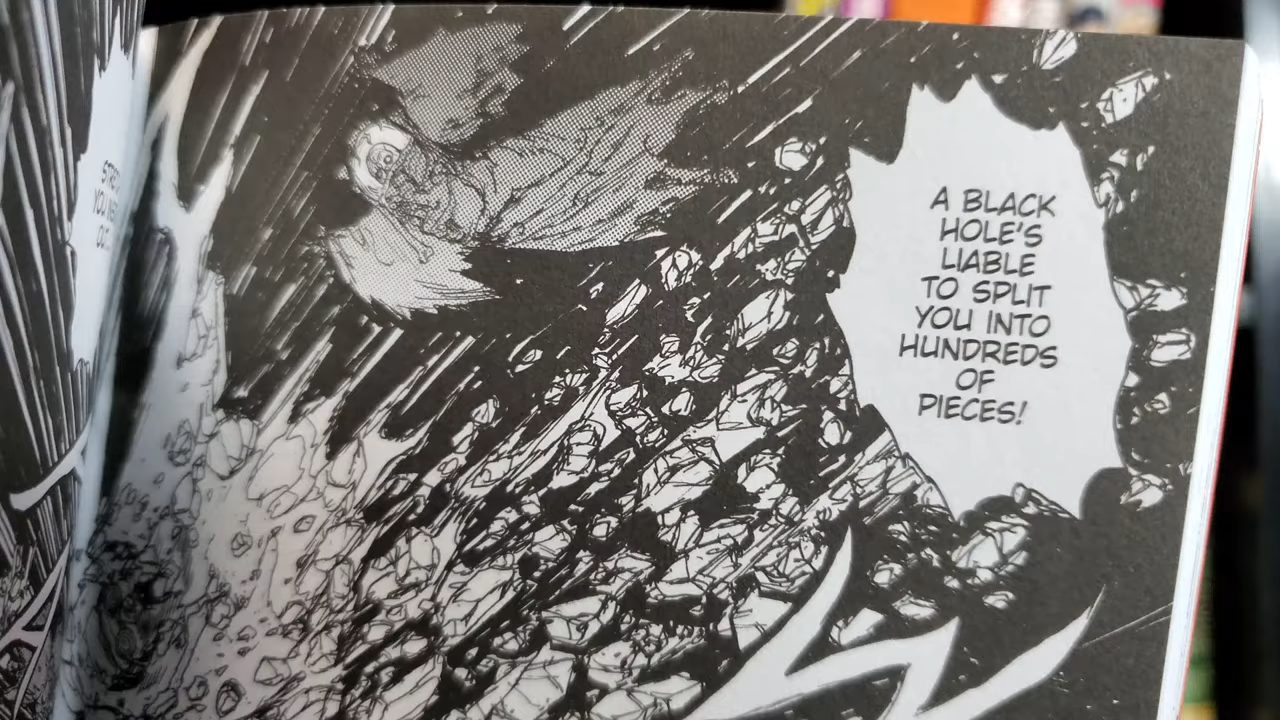 A BLACK
HOLE'S
LIABLE
TO SPLIT
YOU INTO
HUNDREDS
OF
PIECES!